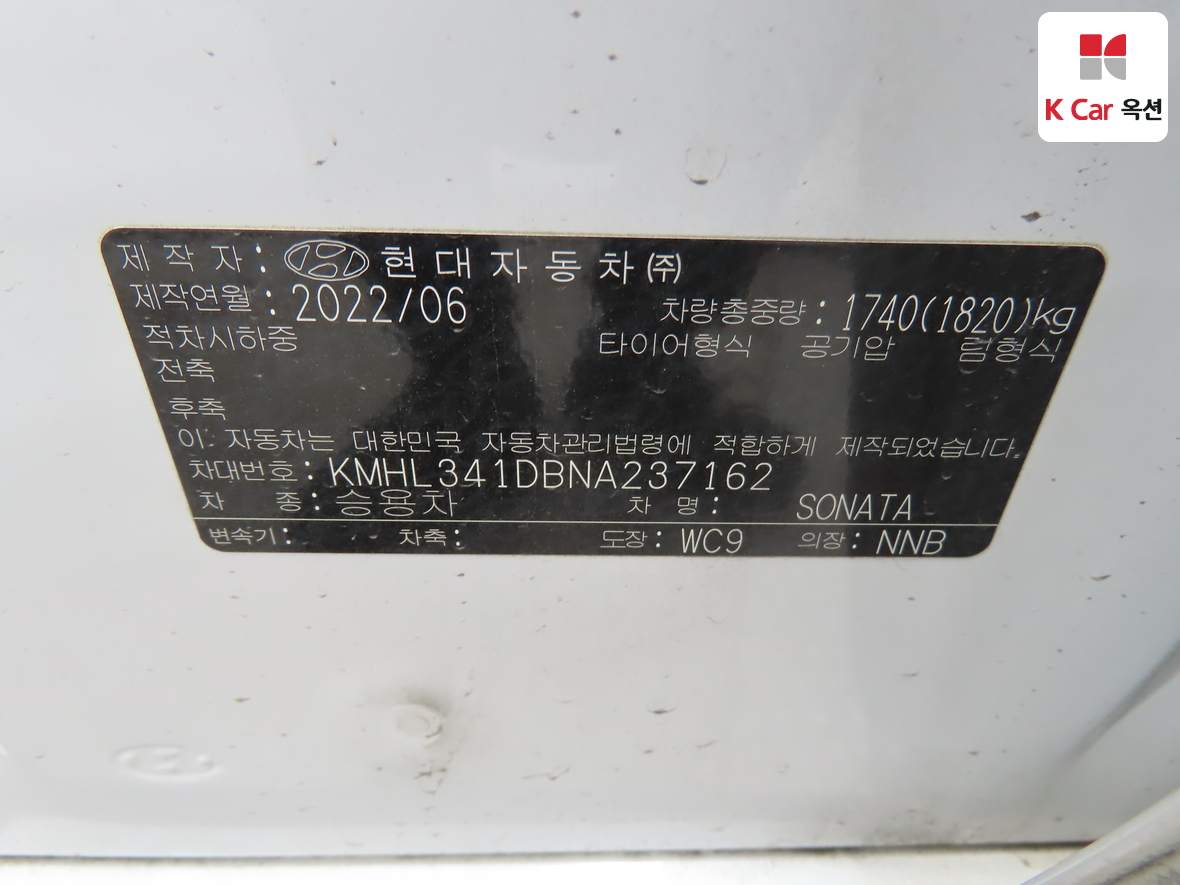 K Car 옥션
제 작 자 : 현 대 자 동 차 ㈜
제작연월 : 2022/06 차량총중량 : 1740(1820)kg
적차시하중 타이어형식 공기압 림형식
전축
후축
이 자동차는 대한민국 자동차관리법령에 적합하게 제작되었습니다.
차대번호 : KMHL341DBNA237162
차 종 : 승용차 차 명 : SONATA
변속기 : 차축 : 도장 : WC9 의장 : NNB